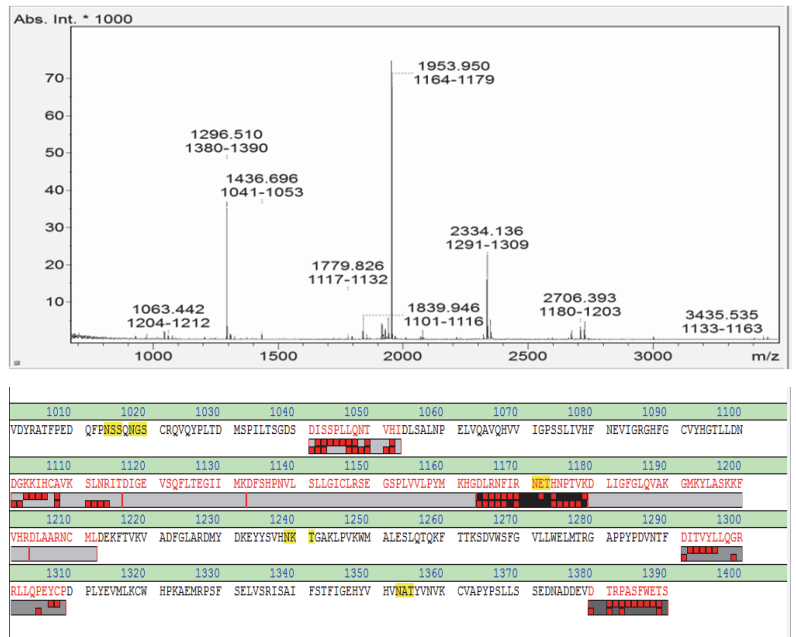 Abs. Int. * 1000
1953.950
1164-1179
70
60
1296.510
1380-1390
50
1436.696
1041-1053
40
2334.136
1291-1309
30
1779.826
1117-1132
20
2706.393
1180-1203
1063.442
1204-1212
1839.946
1101-1116
3435.535
1133-1163
10
1000 1500 2000 2500 3000 m/z
1010 1020 1030 1040 1050 1060 1070 1080 1090 1100
VDYRATFPED QFPNSSQNGS CRQVQYPLTD MSPILTSGDS DISSPLLQNT VHIDLSALNP ELVQAVQHVV IGPSSLIVHF NEVIGRGHFG CVYHGTLLDN
1110 1120 1130 1140 1150 1160 1170 1180 1190 1200
DGKKIHCAVK SLNRITDIGE VSQFLTEGII MKDFSHPNVL SLLGICLRSE GSPLVVLPYM KHGDLRNFIR NETHNPTVKD LIGFGLQVAK GMKYLASKKF
1210 1220 1230 1240 1250 1260 1270 1280 1290 1300
VHRDLAARNC MLDEKFTVKV ADFGLARDMY DKEYYSVHNK TGAKLPVKWM ALESLQTQKF TTKSDVWSFG VLLWELMTRG APPYPDVNTF DITVYLLQGR
1310 1320 1330 1340 1350 1360 1370 1380 1390 1400
RLLQPEYCPD PLYEVMLKCW HPKAEMRPSF SELVSRISAI FSTFIGEHYV HVNATYVNVK CVAPYPSLLS SEDNADDEVD TRPASFWETS